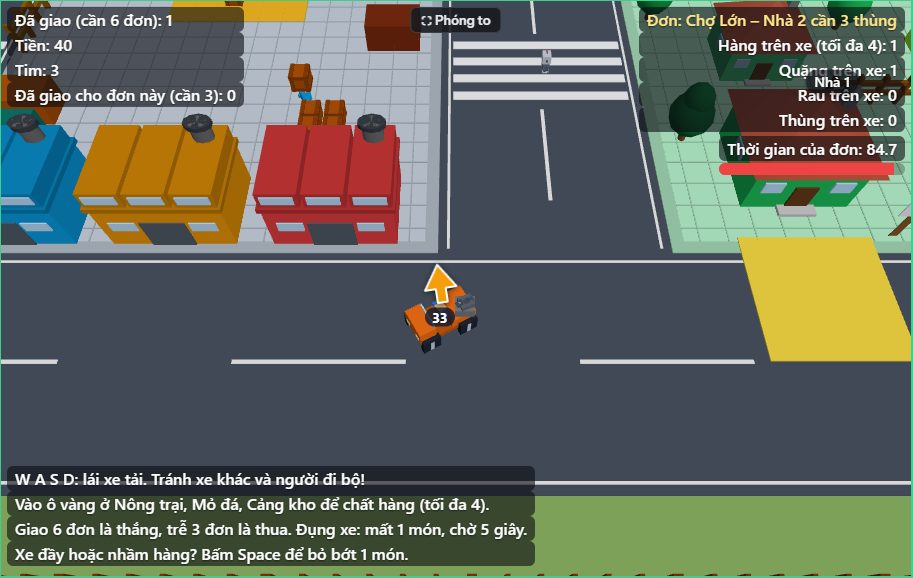 Đã giao (cần 6 đơn): 1
Tiền: 40
Tim: 3
Đã giao cho đơn này (cần 3): 0
Phóng to
Đơn: Chợ Lớn – Nhà 2 cần 3 thùng
Hàng trên xe (tối đa 4): 1
Quặng trên xe: 1
Nhà 1
Rau trên xe: 0
Thùng trên xe: 0
Thời gian của đơn: 84.7
33
W A S D: lái xe tải. Tránh xe khác và người đi bộ!
Vào ô vàng ở Nông trại, Mỏ đá, Cảng kho để chất hàng (tối đa 4).
Giao 6 đơn là thắng, trễ 3 đơn là thua. Đụng xe: mất 1 món, chờ 5 giây.
Xe đầy hoặc nhầm hàng? Bấm Space để bỏ bớt 1 món.